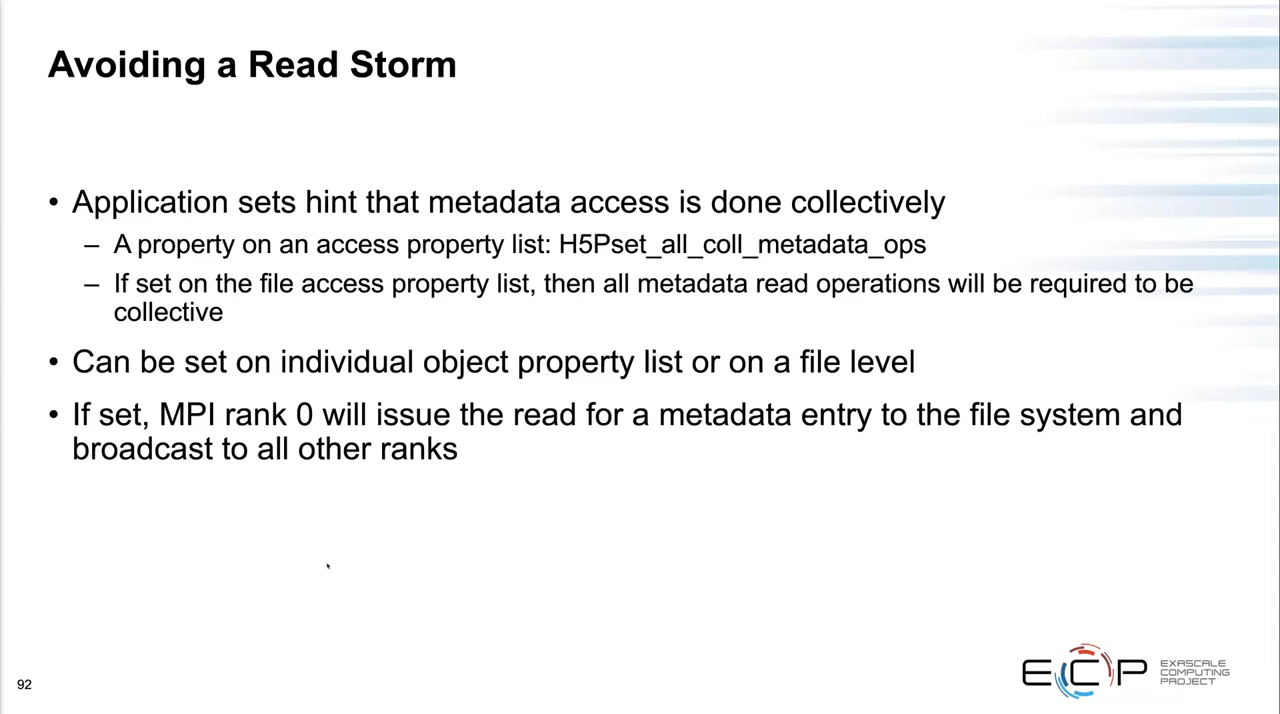 Avoiding a Read Storm
• Application sets hint that metadata access is done collectively
– A property on an access property list: H5Pset_all_coll_metadata_ops
– If set on the file access property list, then all metadata read operations will be required to be
collective
• Can be set on individual object property list or on a file level
• If set, MPI rank 0 will issue the read for a metadata entry to the file system and
broadcast to all other ranks
92
ECP
EXASCALE
COMPUTING
PROJECT